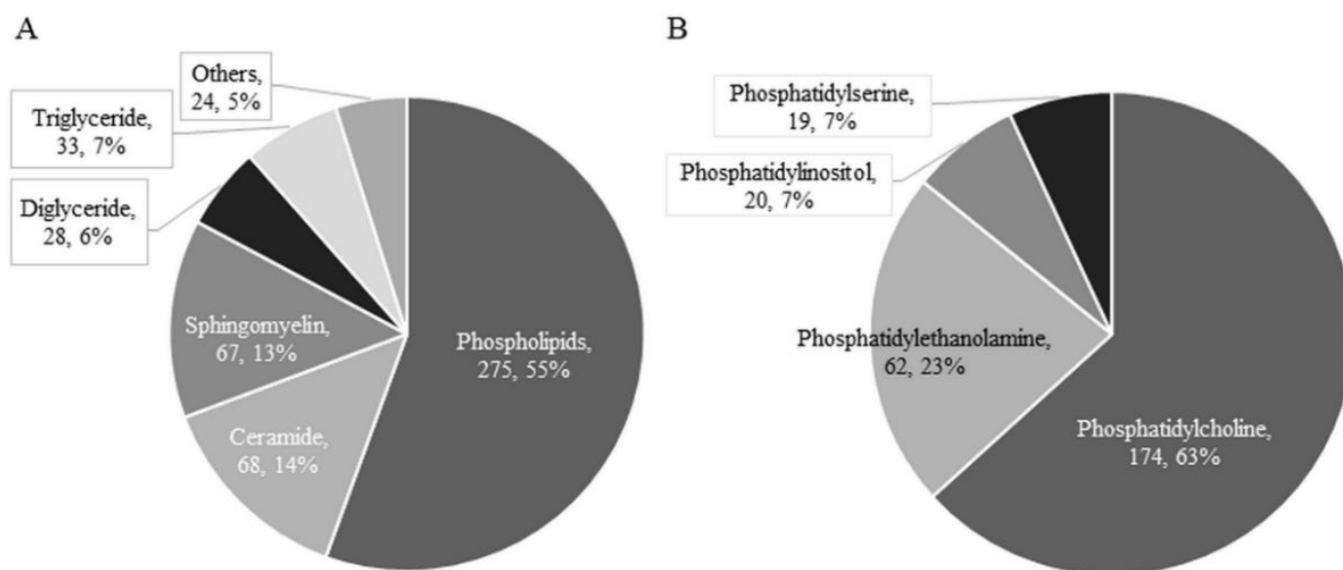 A
Others,
24, 5%
Triglyceride,
33, 7%
Diglyceride,
28, 6%
Sphingomyelin,
67, 13%
Ceramide,
68, 14%
Phospholipids,
275, 55%
B
Phosphatidylserine,
19, 7%
Phosphatidylinositol,
20, 7%
Phosphatidylethanolamine,
62, 23%
Phosphatidylcholine,
174, 63%